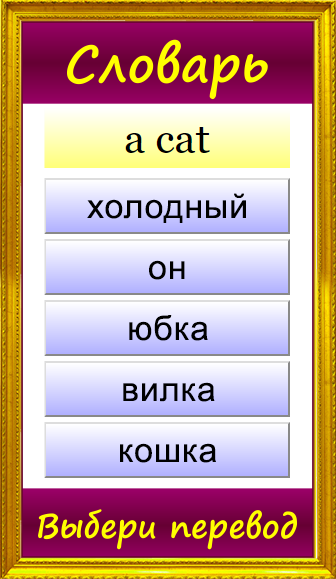 Словарь
a cat
холодный
он
юбка
вилка
кошка
Выбери перевод